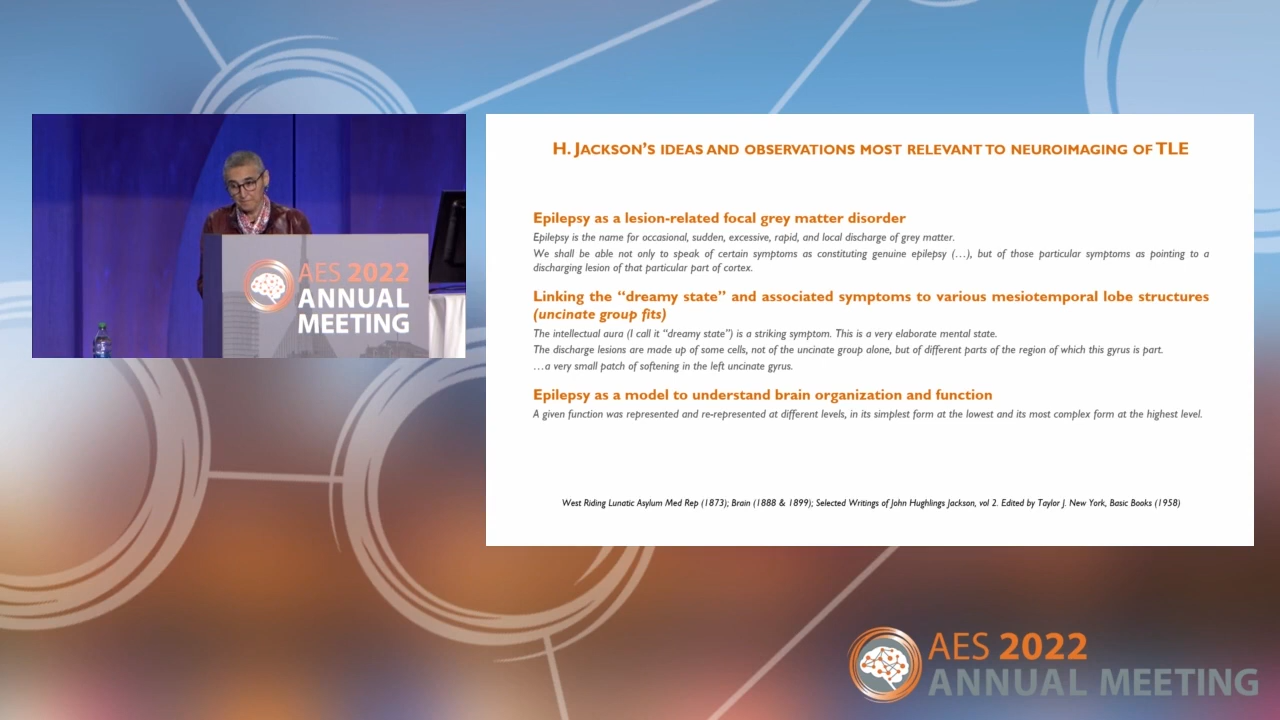 AES 2022
ANNUAL
MEETING
H. JACKSON'S IDEAS AND OBSERVATIONS MOST RELEVANT TO NEUROIMAGING OF TLE
Epilepsy as a lesion-related focal grey matter disorder
Epilepsy is the name for occasional, sudden, excessive, rapid, and local discharge of grey matter.
We shall be able not only to speak of certain symptoms as constituting genuine epilepsy (…), but of those particular symptoms as pointing to a
discharging lesion of that particular part of cortex.
Linking the “dreamy state” and associated symptoms to various mesiotemporal lobe structures
(uncinate group fits)
The intellectual aura (I call it “dreamy state”) is a striking symptom. This is a very elaborate mental state.
The discharge lesions are made up of some cells, not of the uncinate group alone, but of different parts of the region of which this gyrus is part.
…a very small patch of softening in the left uncinate gyrus.
Epilepsy as a model to understand brain organization and function
A given function was represented and re-represented at different levels, in its simplest form at the lowest and its most complex form at the highest level.
West Riding Lunatic Asylum Med Rep (1873); Brain (1888 & 1899); Selected Writings of John Hughlings Jackson, vol 2. Edited by Taylor J. New York, Basic Books (1958)
AES 2022
ANNUAL MEETING